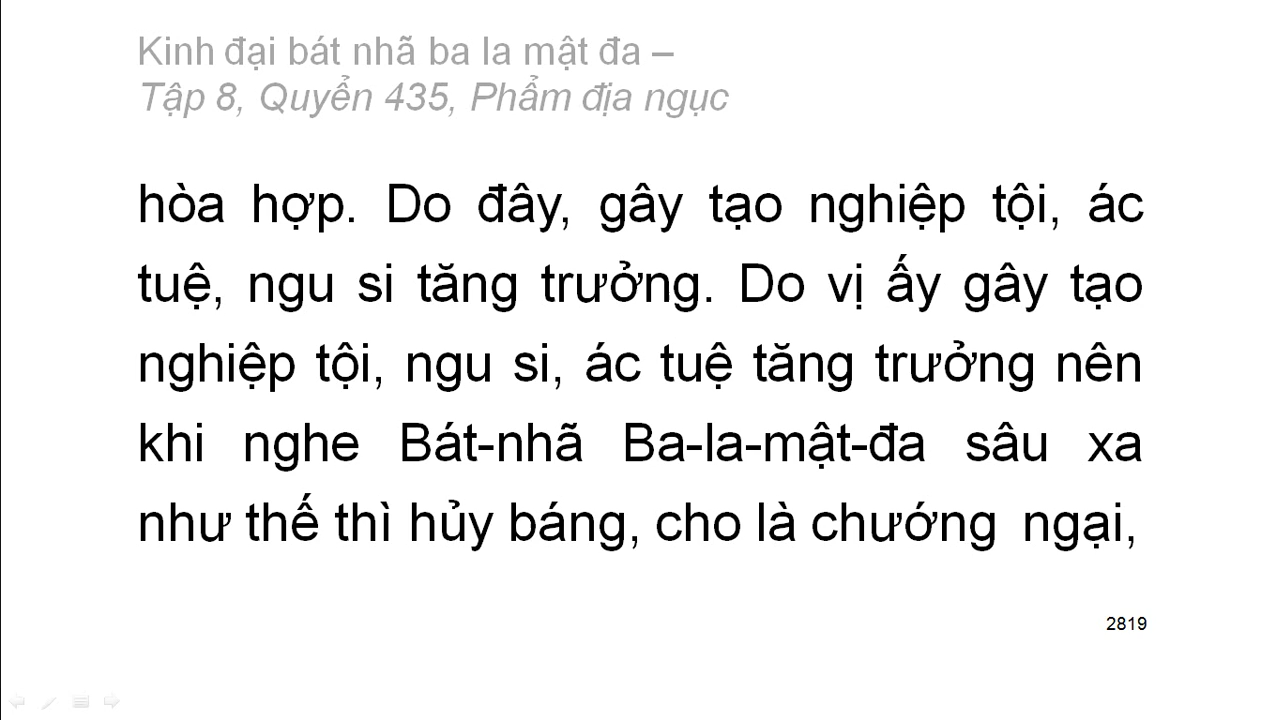 Kinh đại bát nhã ba la mật đa –
Tập 8, Quyển 435, Phẩm địa ngục
hòa hợp. Do đây, gây tạo nghiệp tội, ác
tuệ, ngu si tăng trưởng. Do vị ấy gây tạo
nghiệp tội, ngu si, ác tuệ tăng trưởng nên
khi nghe Bát-nhã Ba-la-mật-đa sâu xa
như thế thì hủy báng, cho là chướng ngại,
2819